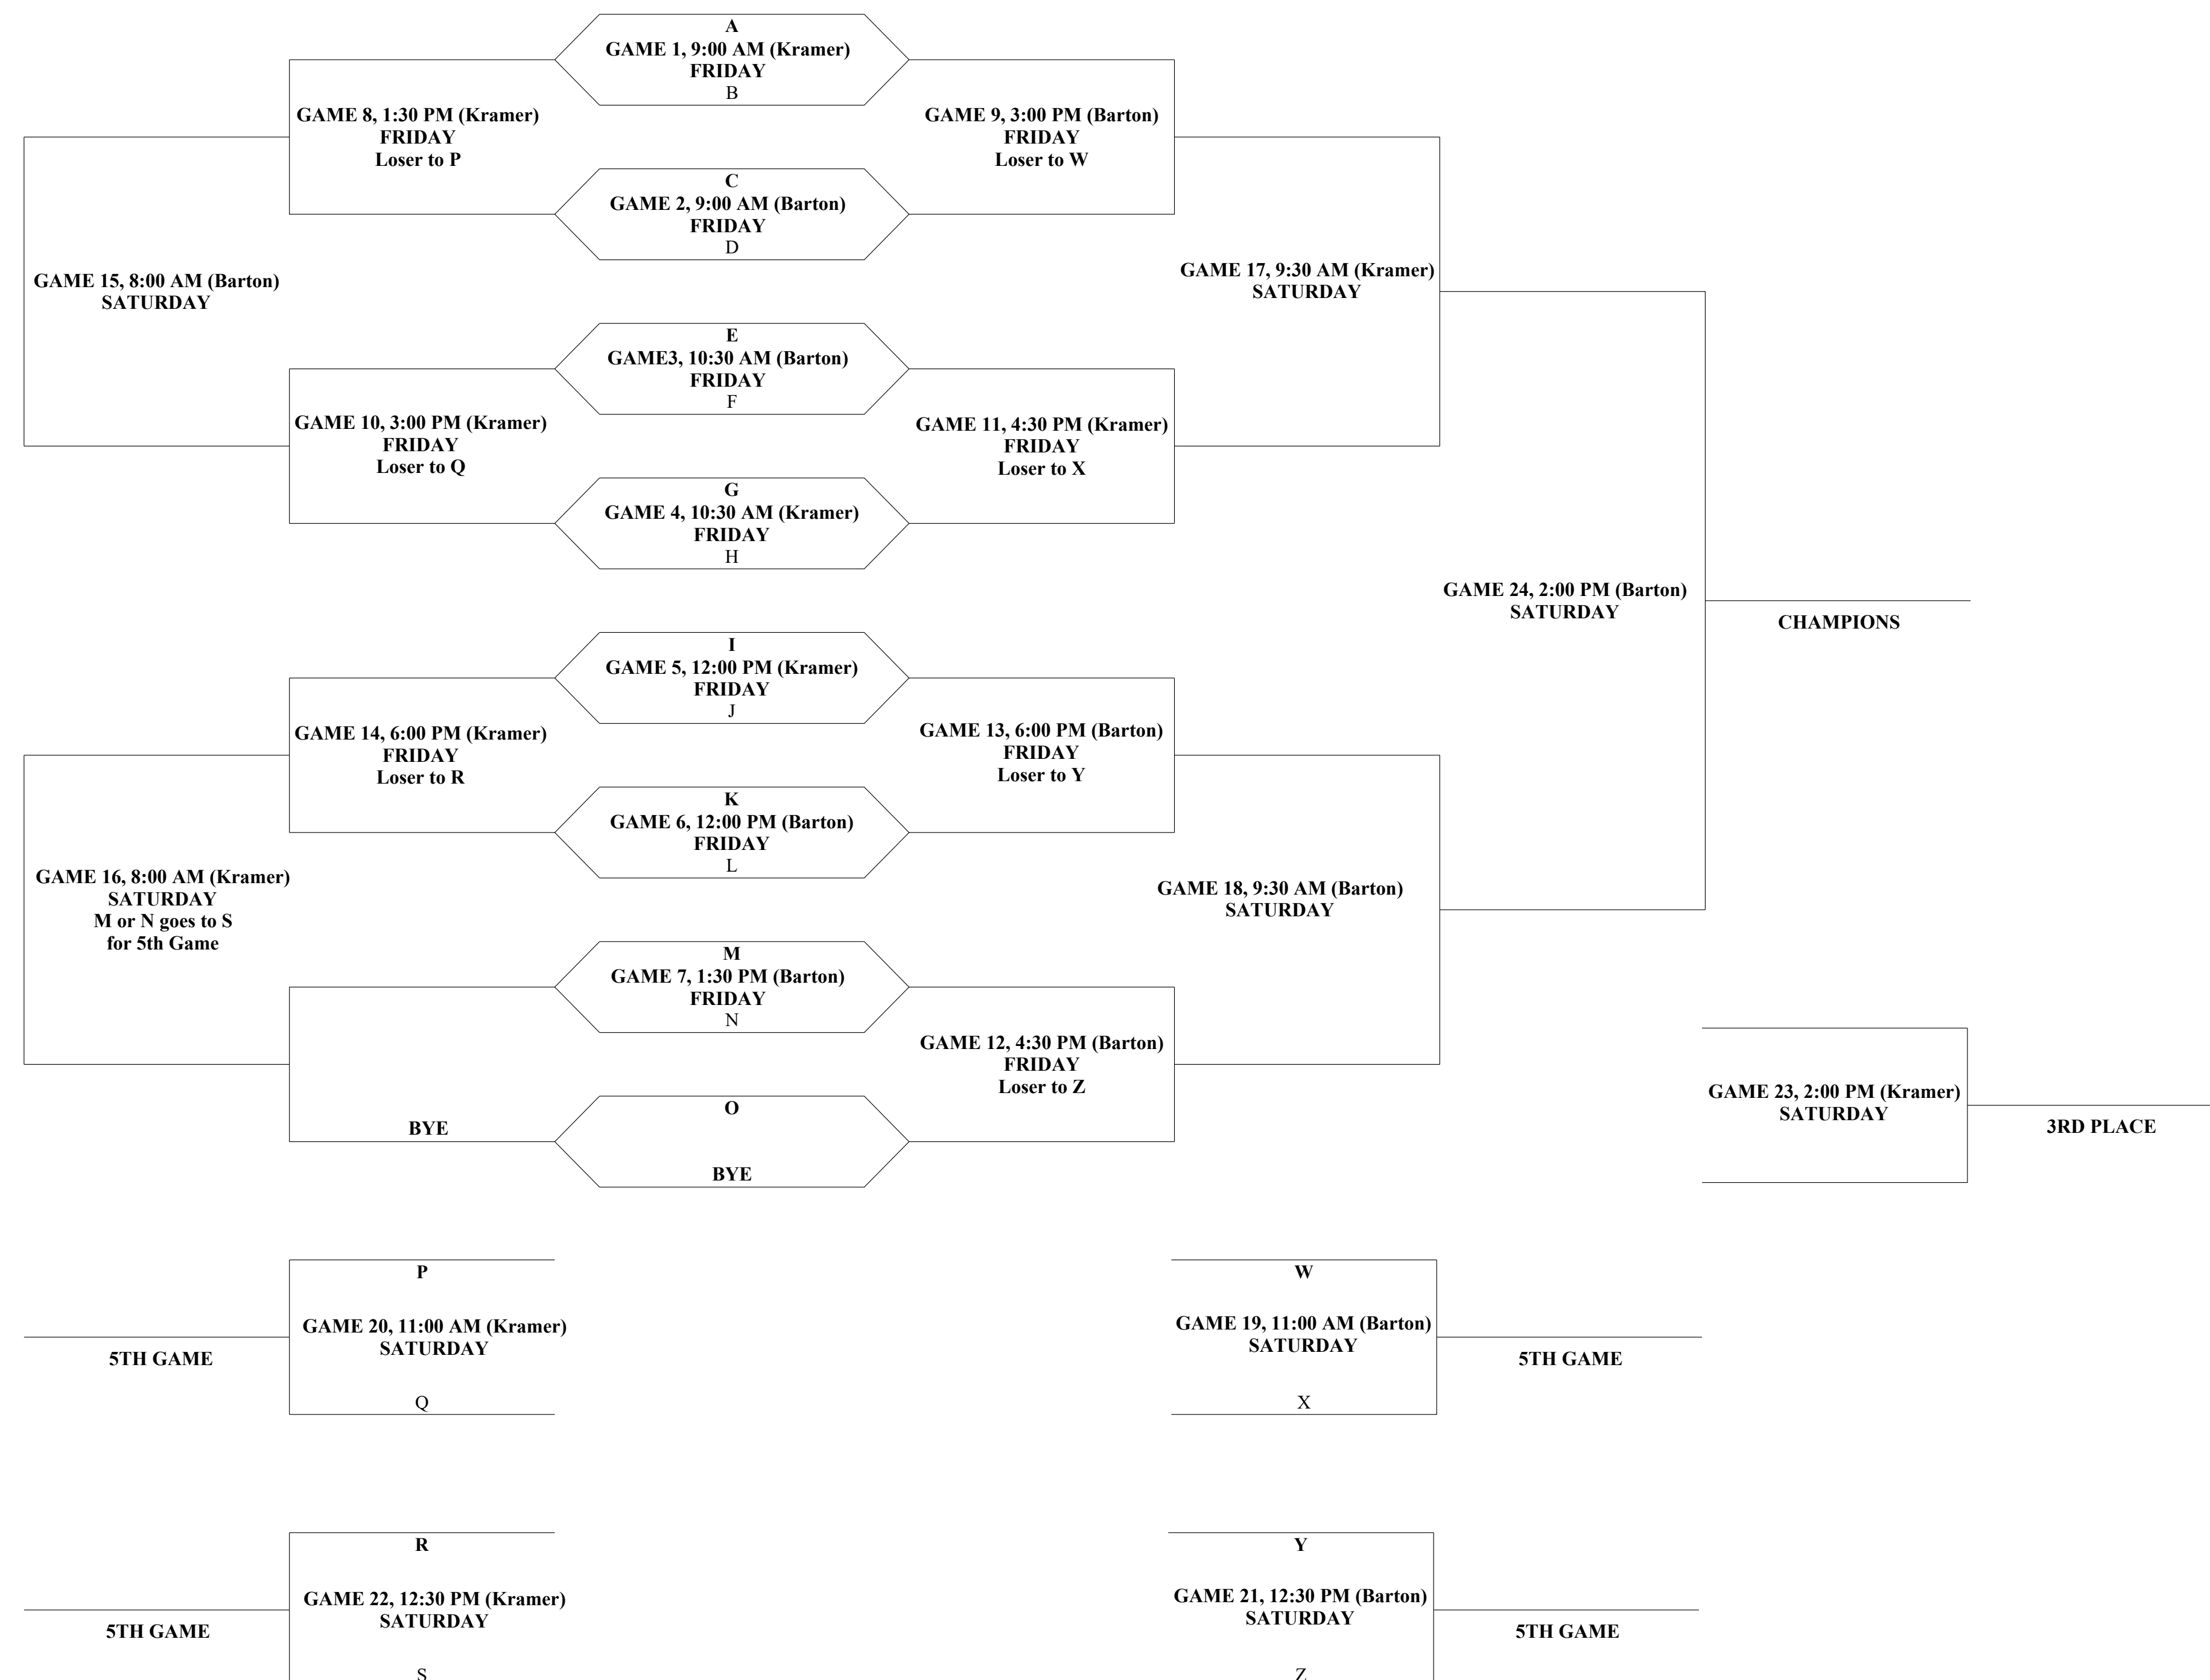 A
GAME 1, 9:00 AM (Kramer)
FRIDAY
B
GAME 8, 1:30 PM (Kramer)
FRIDAY
Loser to P
GAME 9, 3:00 PM (Barton)
FRIDAY
Loser to W
C
GAME 2, 9:00 AM (Barton)
FRIDAY
D
GAME 15, 8:00 AM (Barton)
SATURDAY
GAME 17, 9:30 AM (Kramer)
SATURDAY
E
GAME3, 10:30 AM (Barton)
FRIDAY
F
GAME 10, 3:00 PM (Kramer)
FRIDAY
Loser to Q
GAME 11, 4:30 PM (Kramer)
FRIDAY
Loser to X
G
GAME 4, 10:30 AM (Kramer)
FRIDAY
H
GAME 24, 2:00 PM (Barton)
SATURDAY
CHAMPIONS
I
GAME 5, 12:00 PM (Kramer)
FRIDAY
J
GAME 14, 6:00 PM (Kramer)
FRIDAY
Loser to R
GAME 13, 6:00 PM (Barton)
FRIDAY
Loser to Y
K
GAME 6, 12:00 PM (Barton)
FRIDAY
L
GAME 16, 8:00 AM (Kramer)
SATURDAY
M or N goes to S
for 5th Game
GAME 18, 9:30 AM (Barton)
SATURDAY
M
GAME 7, 1:30 PM (Barton)
FRIDAY
N
GAME 12, 4:30 PM (Barton)
FRIDAY
Loser to Z
BYE
O
BYE
GAME 23, 2:00 PM (Kramer)
SATURDAY
3RD PLACE
P
GAME 20, 11:00 AM (Kramer)
SATURDAY
Q
5TH GAME
W
GAME 19, 11:00 AM (Barton)
SATURDAY
X
5TH GAME
R
GAME 22, 12:30 PM (Kramer)
SATURDAY
S
5TH GAME
Y
GAME 21, 12:30 PM (Barton)
SATURDAY
Z
5TH GAME